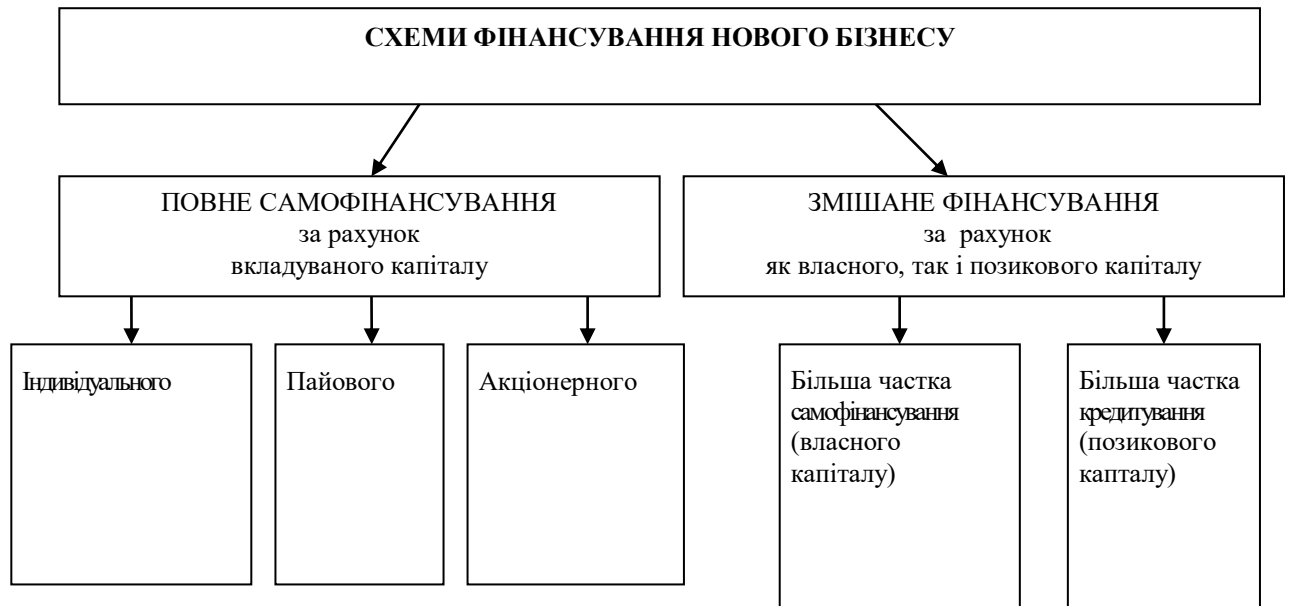 СХЕМИ ФІНАНСУВАННЯ НОВОГО БІЗНЕСУ
ПОВНЕ САМОФІНАНСУВАННЯ
за рахунок
вкладуваного капіталу
ЗМІШАНЕ ФІНАНСУВАННЯ
за рахунок
як власного, так і позикового капіталу
Індивідуального
Пайового
Акціонерного
Більша частка
самофінансування
(власного
капіталу)
Більша частка
кредитування
(позикового
капталу)